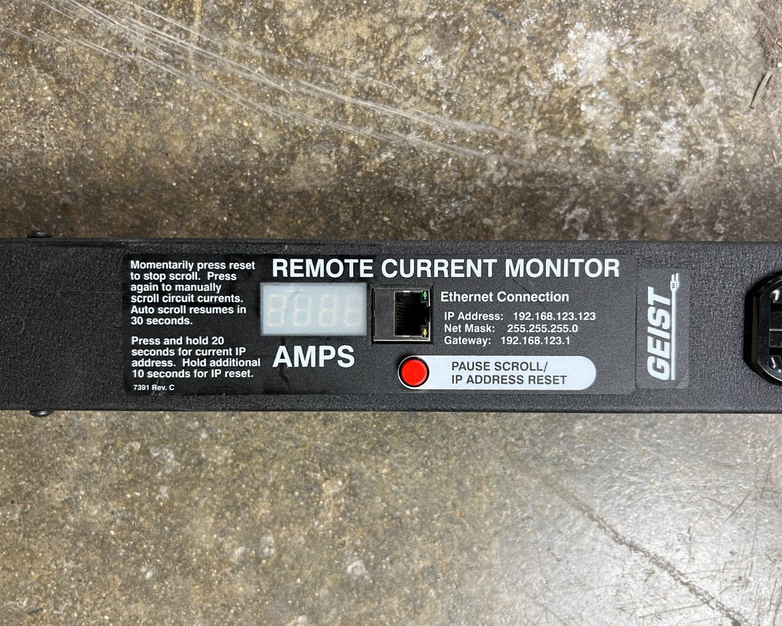 Momentarily press reset
to stop scroll. Press
again to manually
scroll circuit currents.
Auto scroll resumes in
30 seconds.
Press and hold 20
seconds for current IP
address. Hold additional
10 seconds for IP reset.
7391 Rev. C
REMOTE CURRENT MONITOR
AMPS
Ethernet Connection
IP Address: 192.168.123.123
Net Mask: 255.255.255.0
Gateway: 192.168.123.1
PAUSE SCROLL/
IP ADDRESS RESET
GEIST